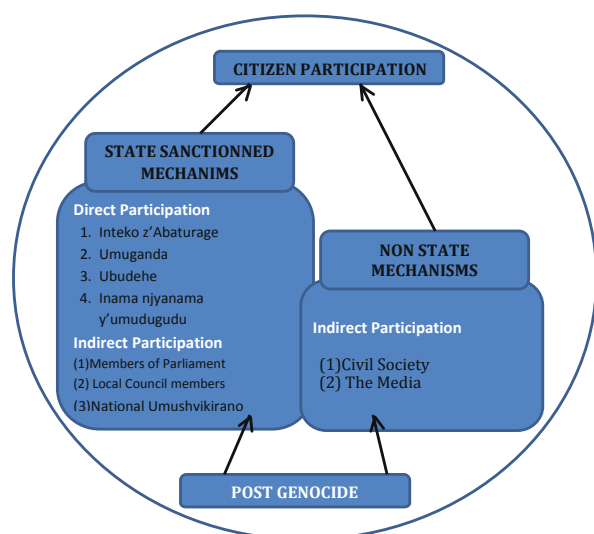 CITIZEN PARTICIPATION
STATE SANCTIONNED
MECHANIMS
Direct Participation
1. Inteko z’Abaturage
2. Umuganda
3. Ubudehe
4. Inama njyanama
y’umudugudu
Indirect Participation
(1)Members of Parliament
(2) Local Council members
(3)National Umushvikirano
NON STATE
MECHANISMS
Indirect Participation
(1)Civil Society
(2) The Media
POST GENOCIDE